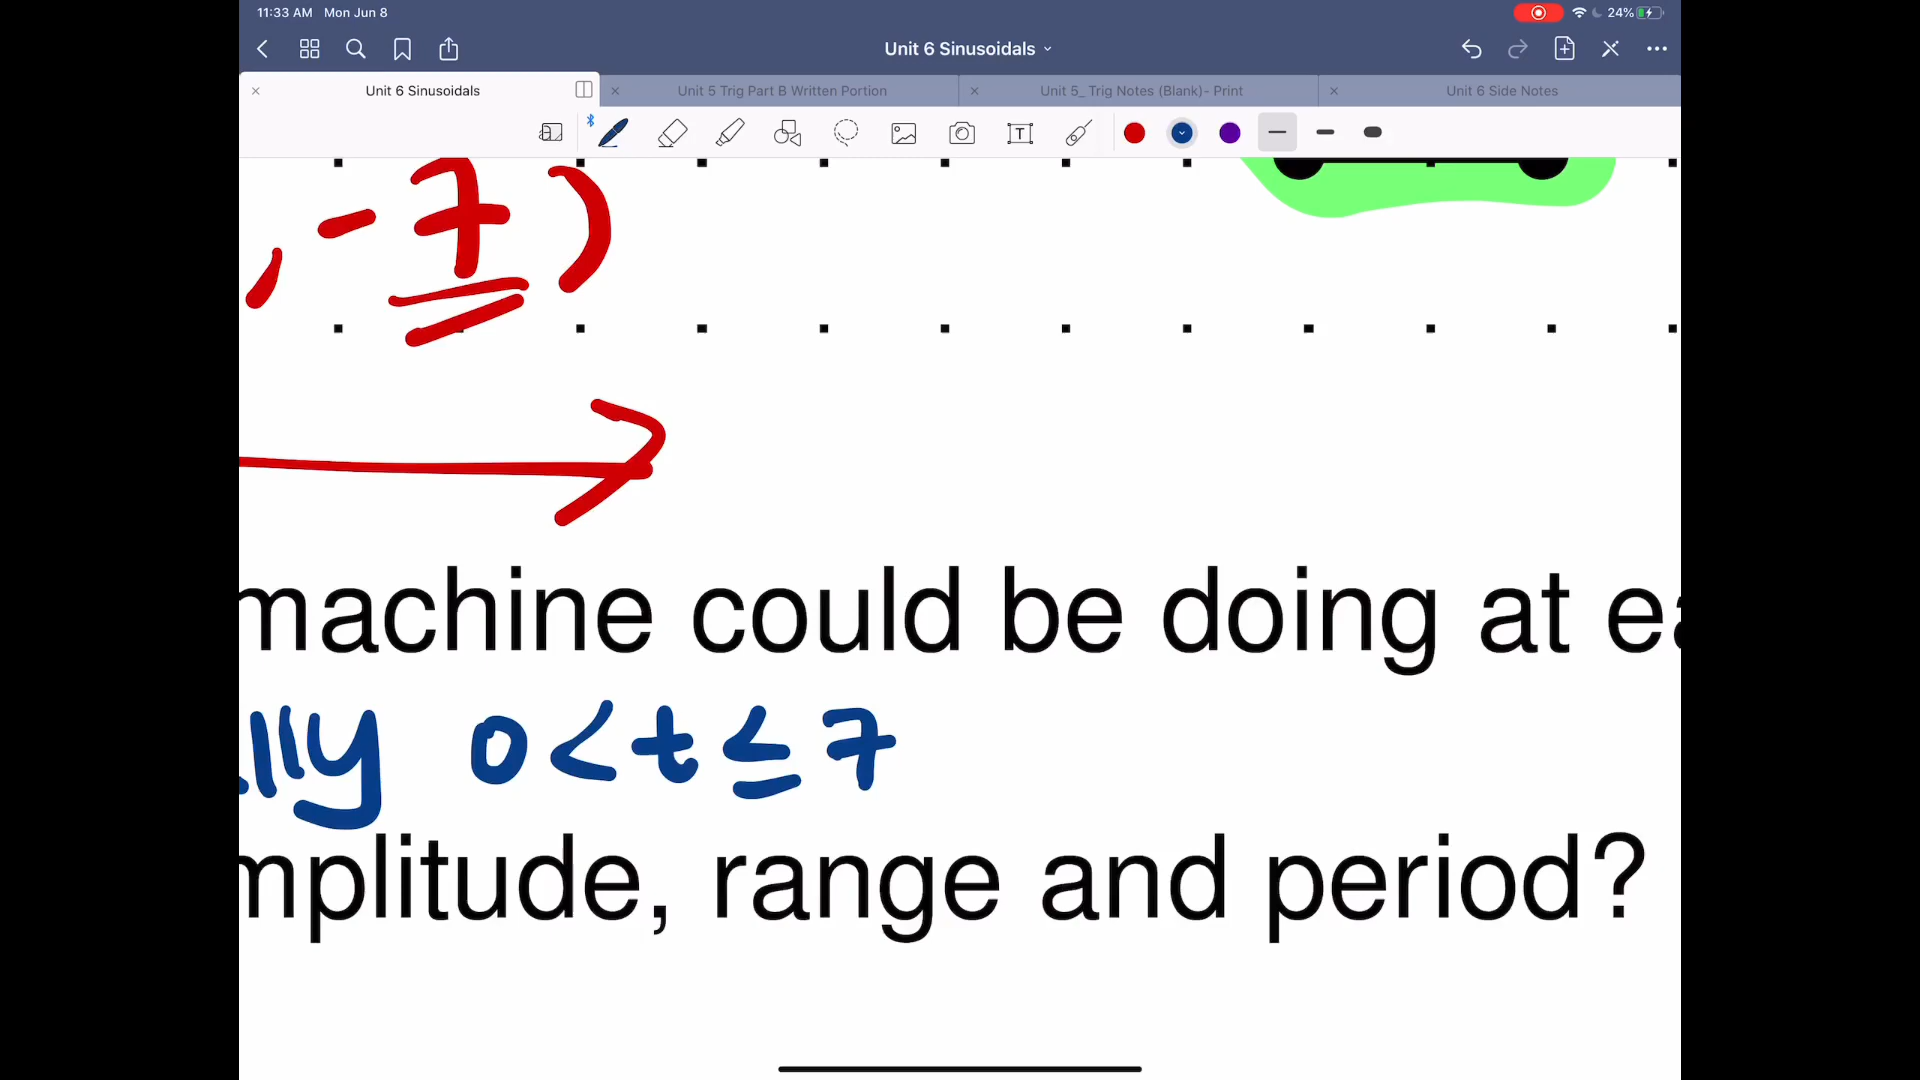 11:33 AM Mon Jun 8
24%
Unit 6 Sinusoidals
Unit 6 Sinusoidals
Unit 5 Trig Part B Written Portion
Unit 5_ Trig Notes (Blank)- Print
Unit 6 Side Notes
T
, -7)
machine could be doing at ea
lly 0 < t ≤ 7
mplitude, range and period?